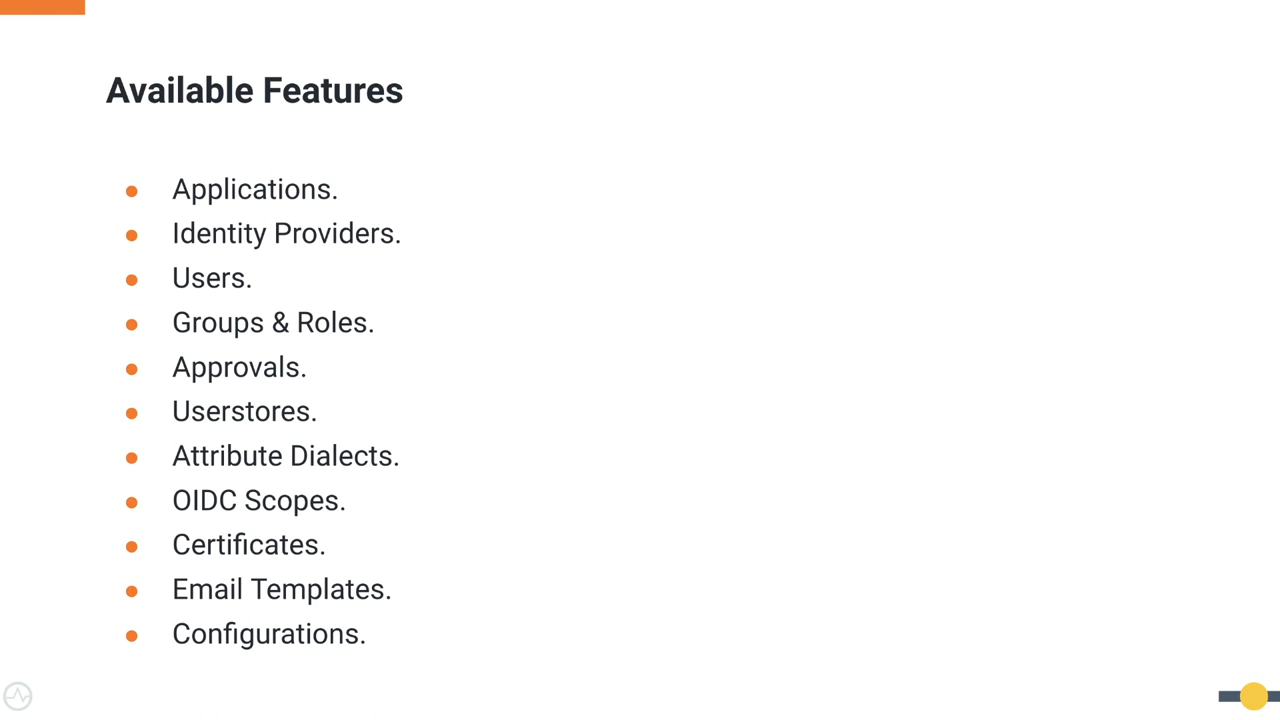 Available Features
● Applications.
● Identity Providers.
● Users.
● Groups & Roles.
● Approvals.
● Userstores.
● Attribute Dialects.
● OIDC Scopes.
● Certificates.
● Email Templates.
● Configurations.